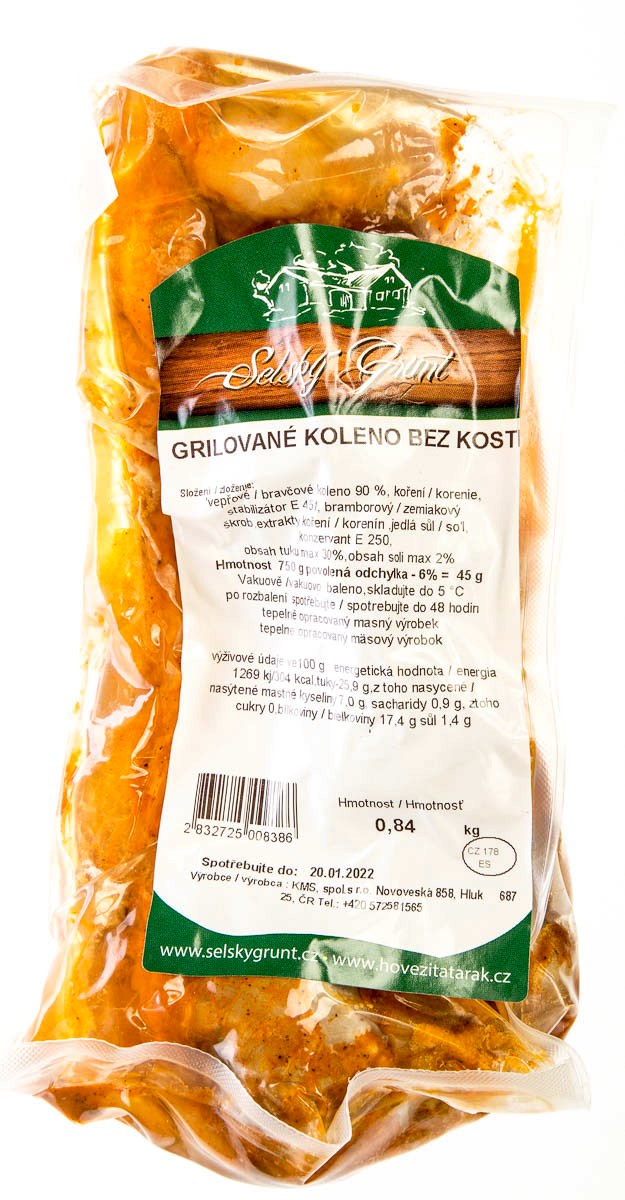 Selský Grunt
GRILOVANÉ KOLENO BEZ KOSTI
Složení / zloženie:
vepřové / bravčové koleno 90 %, koření / korenie,
stabilizátor E 451, bramborový / zemiakový
škrob,extrakty koření / korenín ,jedlá sůl / soľ,
konzervant E 250,
obsah tuku max 30%,obsah soli max 2%
Hmotnost 750 g povolená odchylka - 6% = 45 g
Vakuově /vakuovo baleno,skladujte do 5 °C
po rozbalení spotřebujte / spotrebujte do 48 hodin
tepelně opracovaný masný výrobek
tepelne opracovaný mäsový výrobok
výživové údaje ve100 g energetická hodnota / energia
1269 kj/304 kcal,tuky-25,9 g,z toho nasycené /
nasýtené mastné kyseliny 7,0 g, sacharidy 0,9 g, ztoho
cukry 0,bílkoviny / bielkoviny 17,4 g sůl 1,4 g
2 832725 008386
Hmotnost / Hmotnosť
0,84 kg
CZ 178
ES
Spotřebujte do: 20.01.2022
Výrobce / výrobca : KMS, spol.s r.o. Novoveská 858, Hluk 687
25, ČR Tel.: +420 572581565
www.selskygrunt.cz - www.hovezitatarak.cz